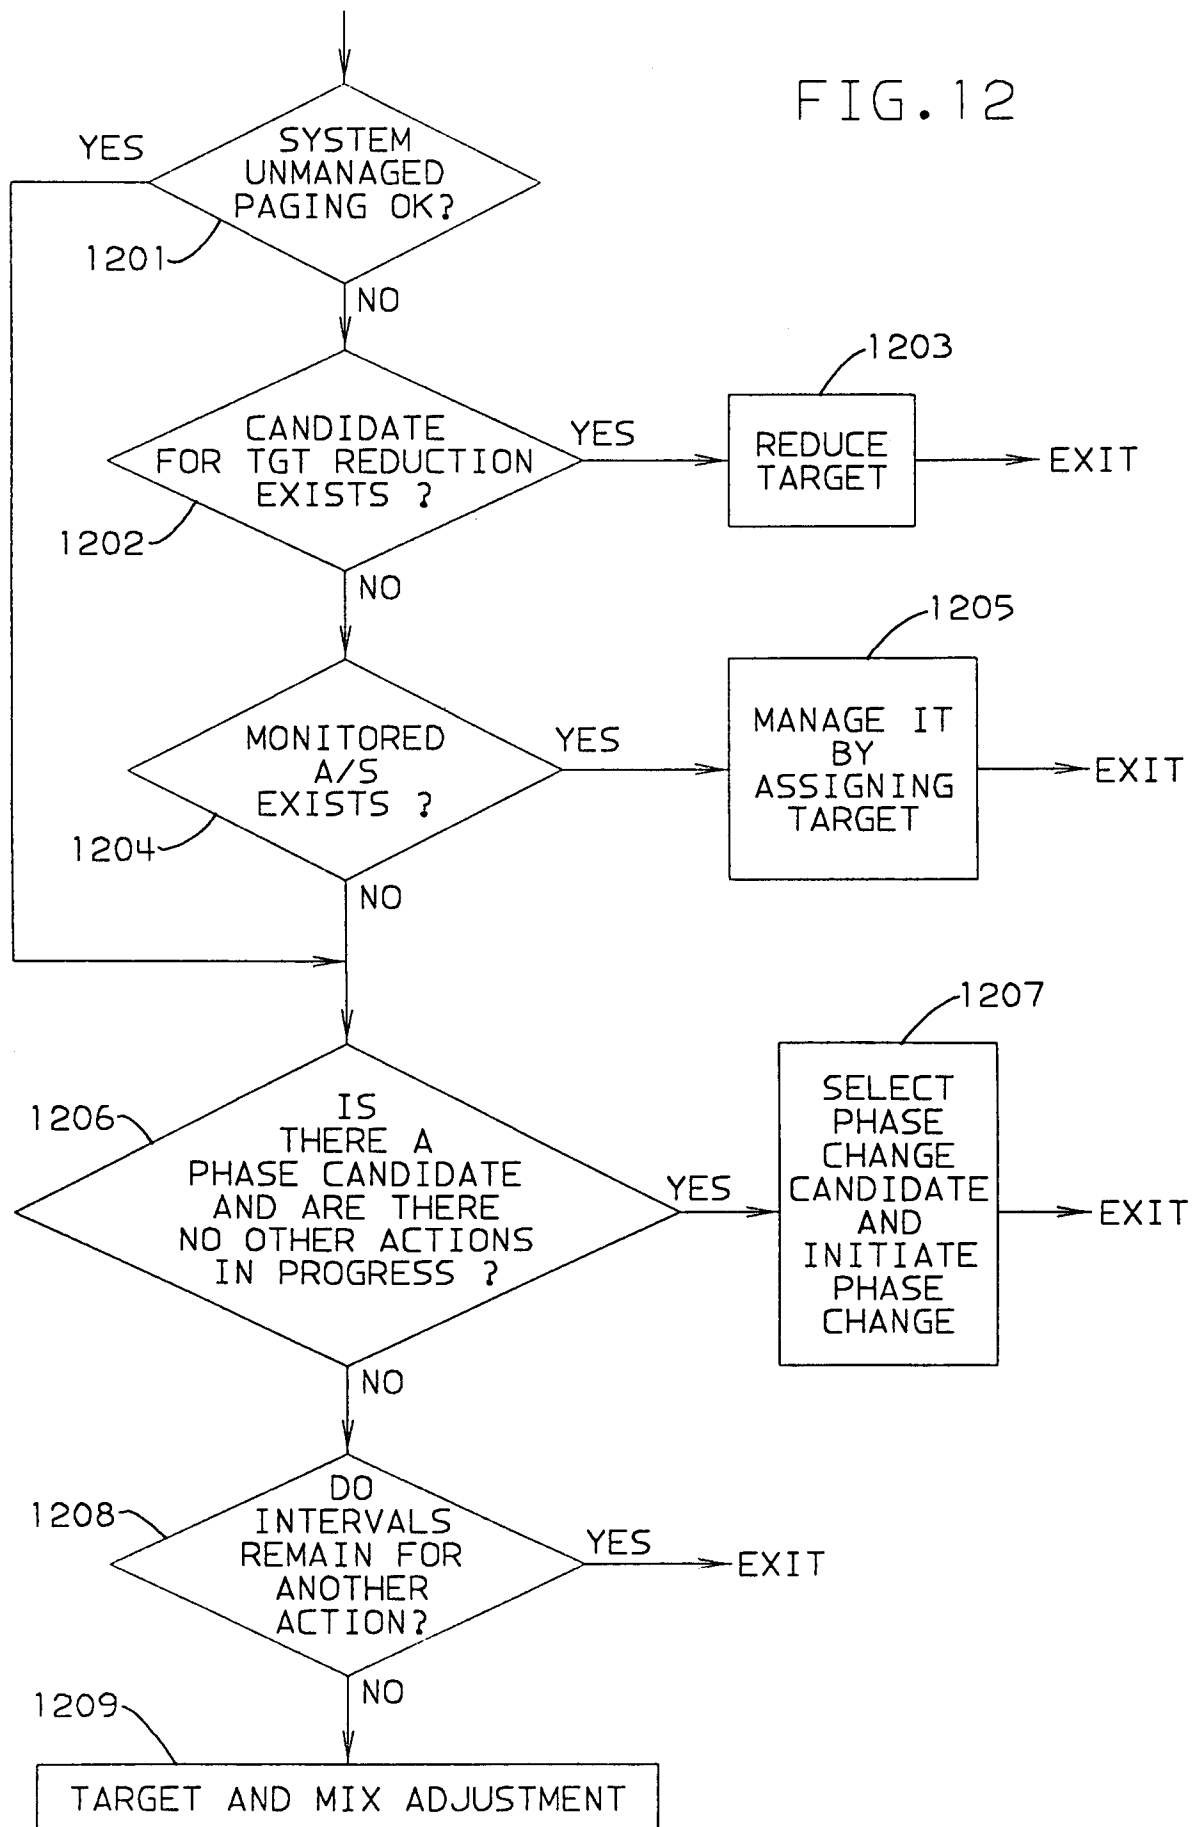 FIG.12
YES
SYSTEM
UNMANAGED
PAGING OK?
1201
NO
1203
CANDIDATE
FOR TGT REDUCTION
EXISTS ?
YES
REDUCE
TARGET
EXIT
1202
NO
1205
MONITORED
A/S
EXISTS ?
YES
MANAGE IT
BY
ASSIGNING
TARGET
EXIT
1204
NO
1207
1206
IS
THERE A
PHASE CANDIDATE
AND ARE THERE
NO OTHER ACTIONS
IN PROGRESS ?
YES
SELECT
PHASE
CHANGE
CANDIDATE
AND
INITIATE
PHASE
CHANGE
EXIT
NO
1208
DO
INTERVALS
REMAIN FOR
ANOTHER
ACTION?
YES
EXIT
NO
1209
TARGET AND MIX ADJUSTMENT